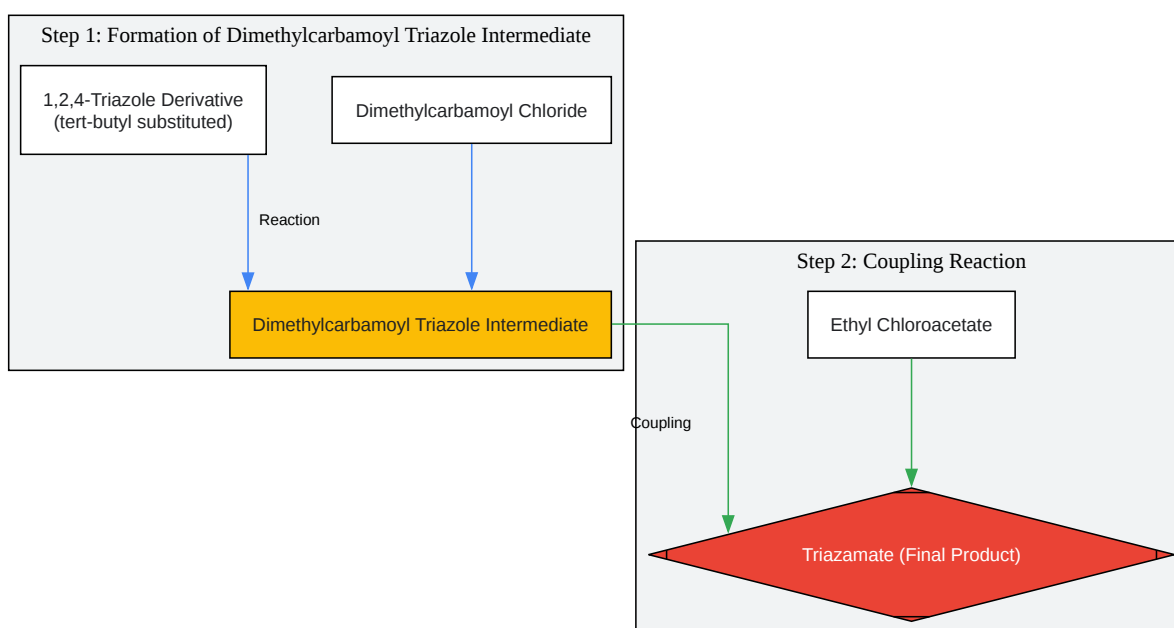 Step 1: Formation of Dimethylcarbamoyl Triazole Intermediate
1,2,4-Triazole Derivative
(tert-butyl substituted)
Dimethylcarbamoyl Chloride
Reaction
Dimethylcarbamoyl Triazole Intermediate
Step 2: Coupling Reaction
Ethyl Chloroacetate
Coupling
Triazamate (Final Product)